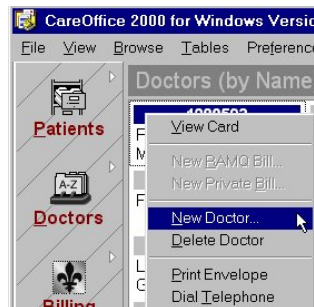 CareOffice 2000 for Windows Versio
File View Browse Tables Preferenc
Doctors (by Name
Patients
View Card
New RAMQ Bill...
New Private Bill...
A-Z
Doctors
New Doctor...
Delete Doctor
Print Envelope
Dial Telephone
Billing